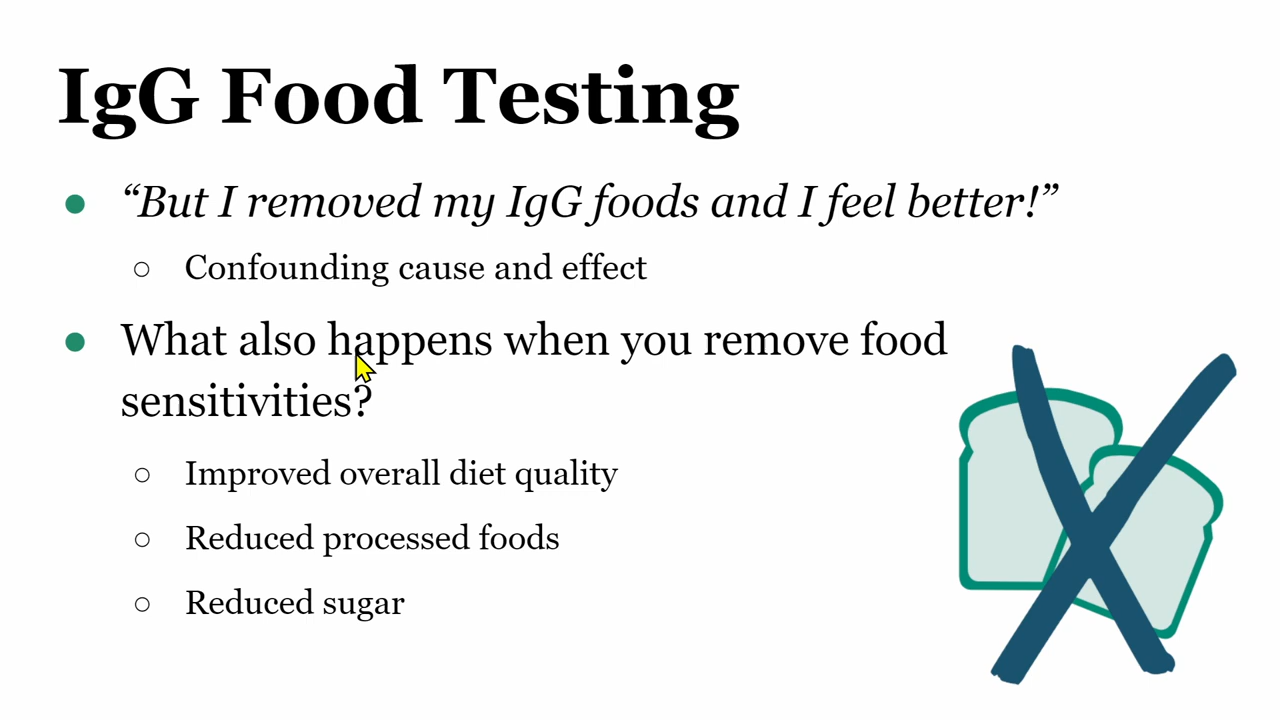 IgG Food Testing
● “But I removed my IgG foods and I feel better!”
○ Confounding cause and effect
● What also happens when you remove food
sensitivities?
○ Improved overall diet quality
○ Reduced processed foods
○ Reduced sugar